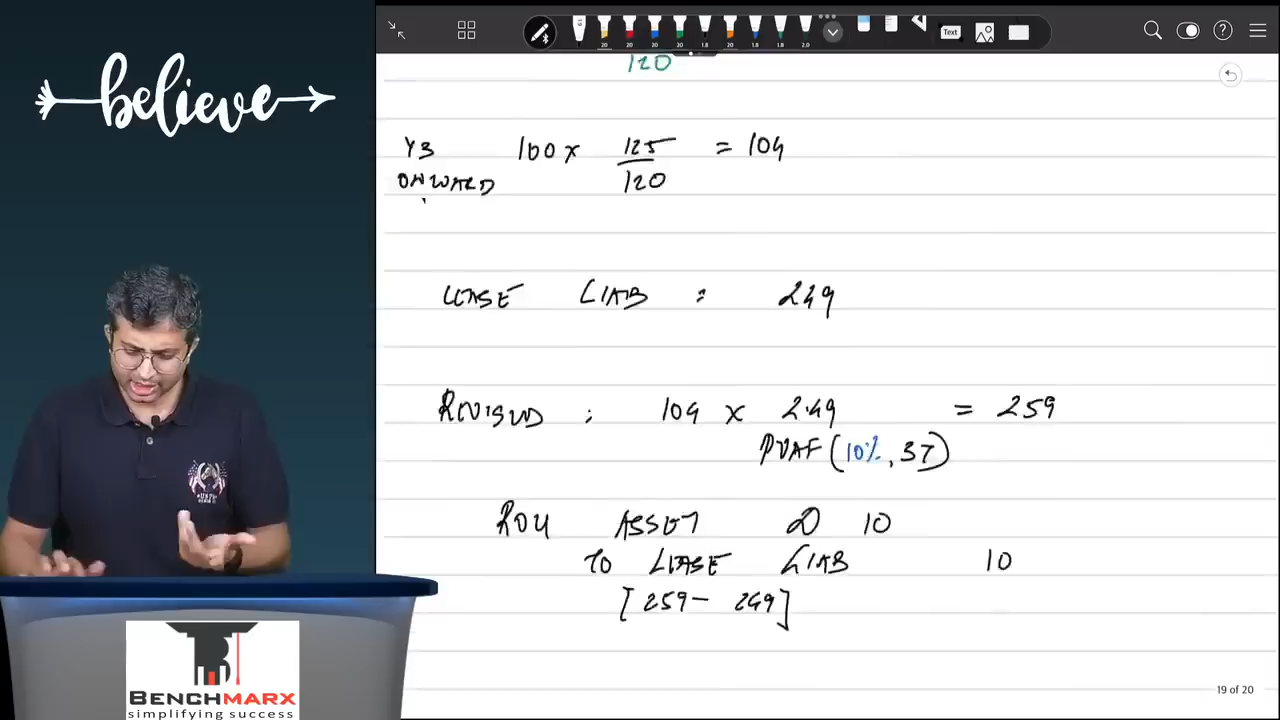 believe
Text
120
Y3 100 x 125 = 104
ONWARD 120
LEASE LIAB : 249
REVISED : 104 x 2.49 = 259
PVAF (10%, 3Y)
ROU ASSET D 10
TO LEASE LIAB 10
[259 - 249]
BENCHMARX
simplifying success
19 of 20